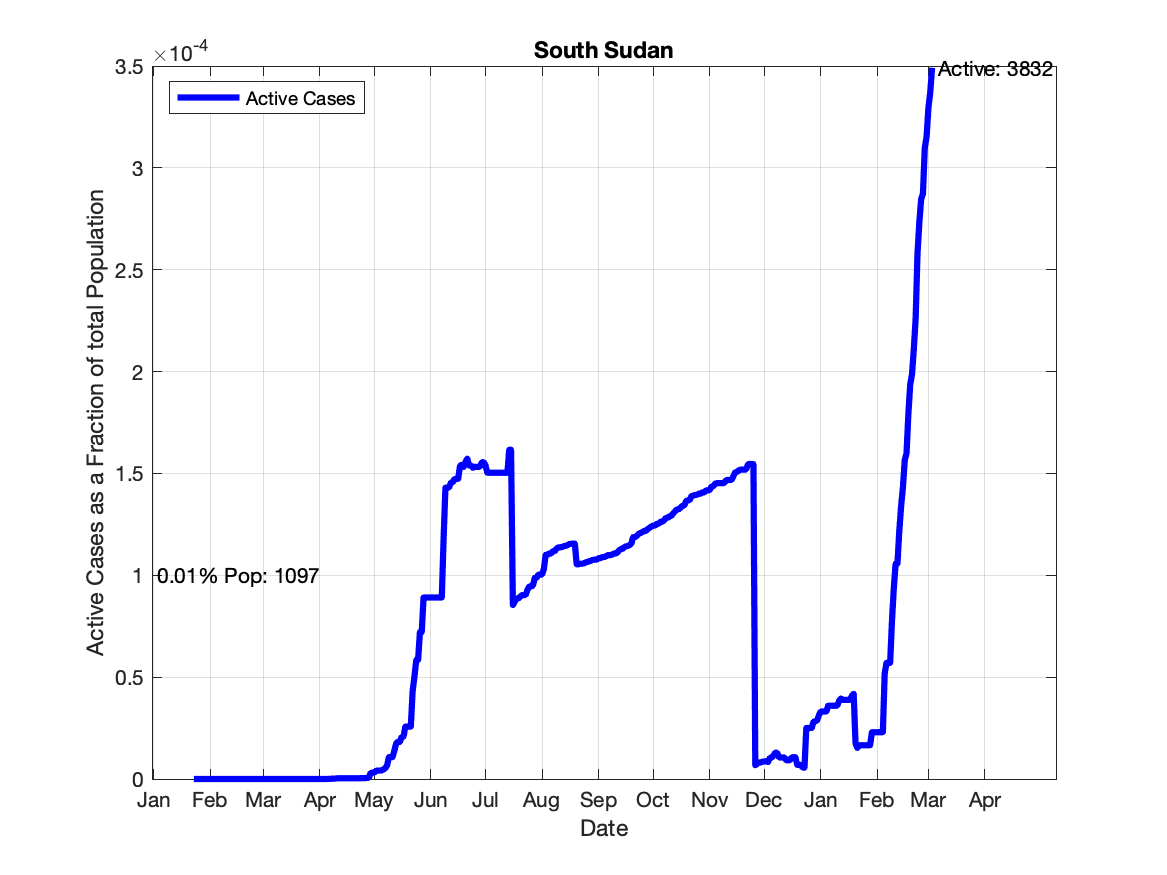 South Sudan
×10-4
3.5
3
2.5
2
1.5
1
0.5
0
Active Cases as a Fraction of total Population
Active Cases
Active: 3832
0.01% Pop: 1097
Jan Feb Mar Apr May Jun Jul Aug Sep Oct Nov Dec Jan Feb Mar Apr
Date